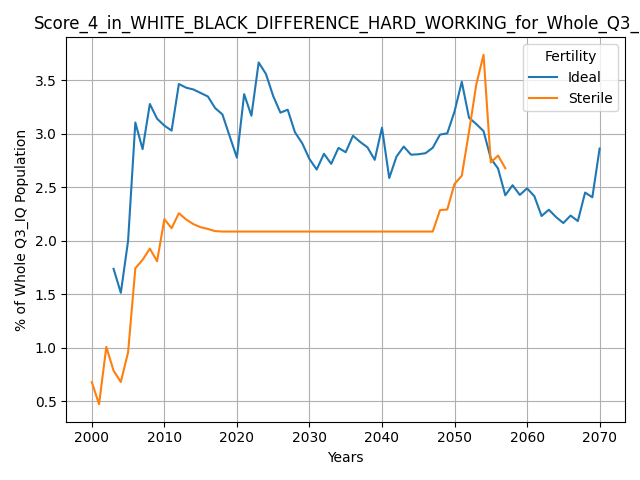 Score_4_in_WHITE_BLACK_DIFFERENCE_HARD_WORKING_for_Whole_Q3_
Fertility
Ideal
Sterile
% of Whole Q3_IQ Population
3.5
3.0
2.5
2.0
1.5
1.0
0.5
2000 2010 2020 2030 2040 2050 2060 2070
Years